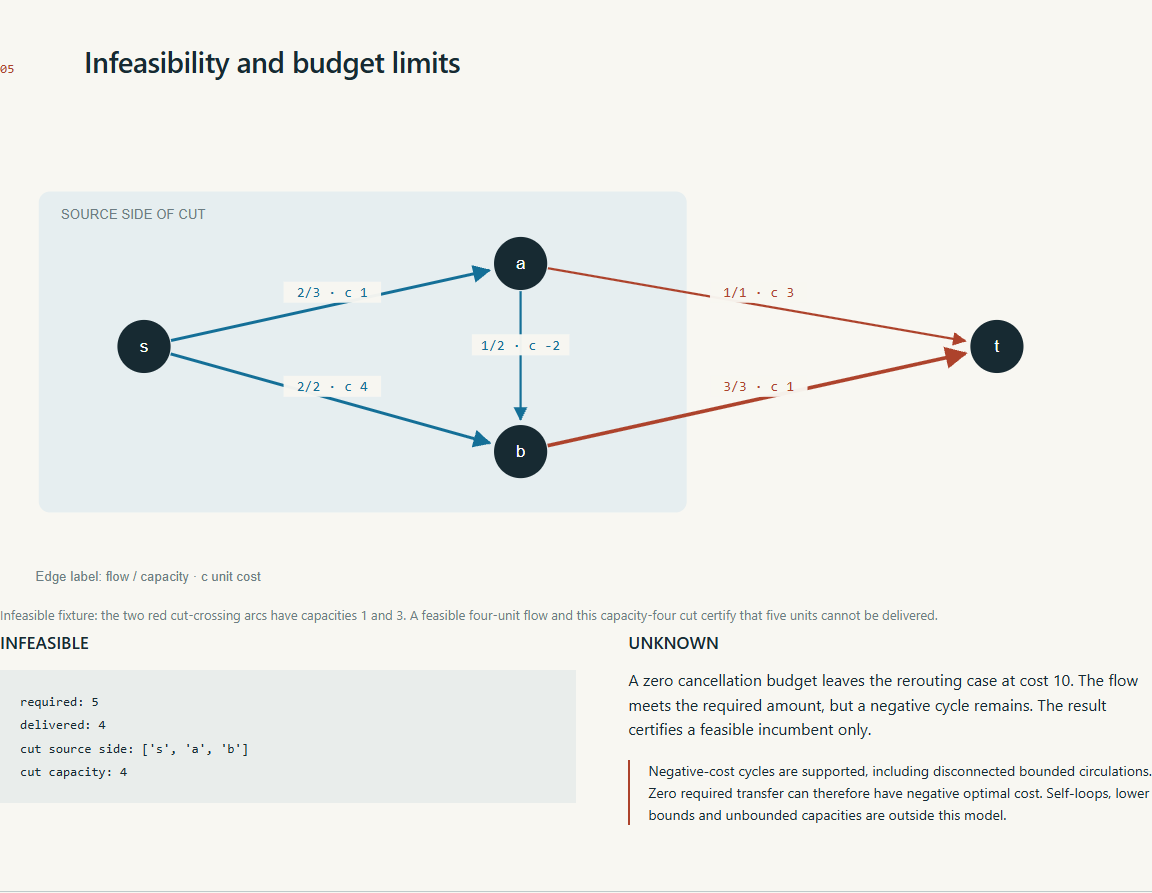 05
Infeasibility and budget limits
SOURCE SIDE OF CUT
a
2/3 · c 1
1/1 · c 3
s
1/2 · c -2
t
2/2 · c 4
3/3 · c 1
b
Edge label: flow / capacity · c unit cost
Infeasible fixture: the two red cut-crossing arcs have capacities 1 and 3. A feasible four-unit flow and this capacity-four cut certify that five units cannot be delivered.
INFEASIBLE
required: 5
delivered: 4
cut source side: ['s', 'a', 'b']
cut capacity: 4
UNKNOWN
A zero cancellation budget leaves the rerouting case at cost 10. The flow
meets the required amount, but a negative cycle remains. The result
certifies a feasible incumbent only.
Negative-cost cycles are supported, including disconnected bounded circulations.
Zero required transfer can therefore have negative optimal cost. Self-loops, lower
bounds and unbounded capacities are outside this model.